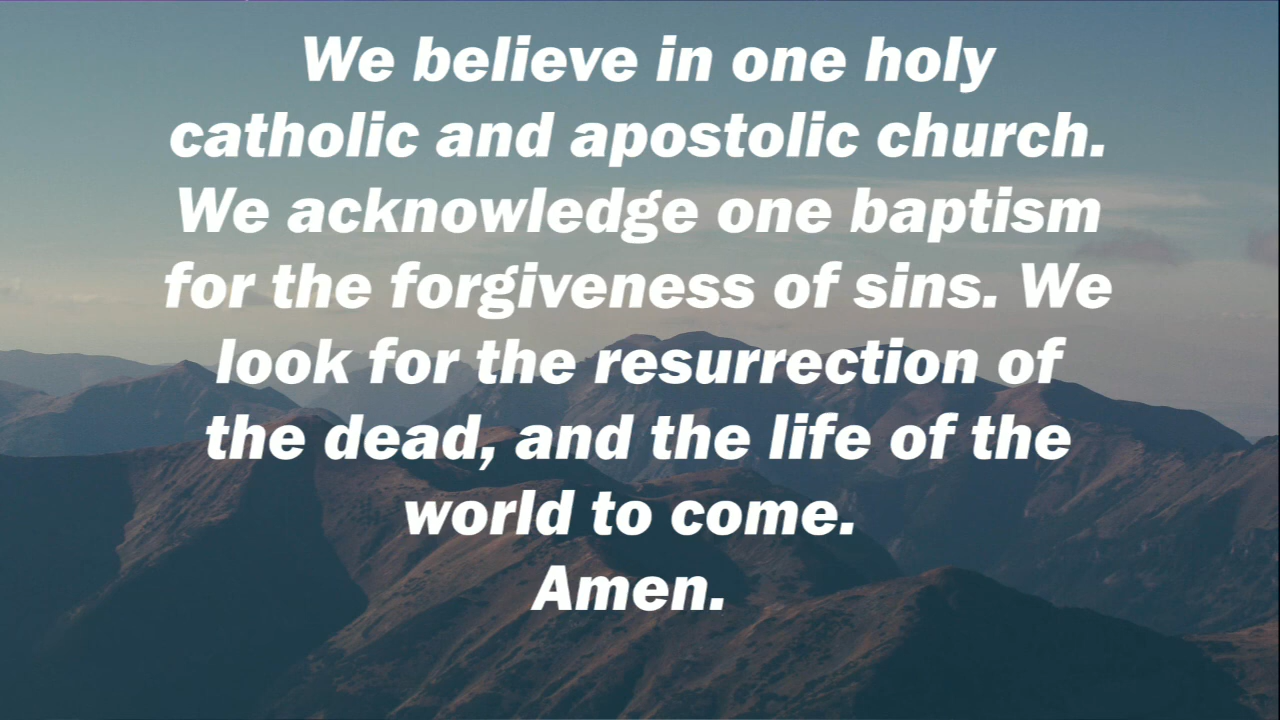 We believe in one holy
catholic and apostolic church.
We acknowledge one baptism
for the forgiveness of sins. We
look for the resurrection of
the dead, and the life of the
world to come.
Amen.